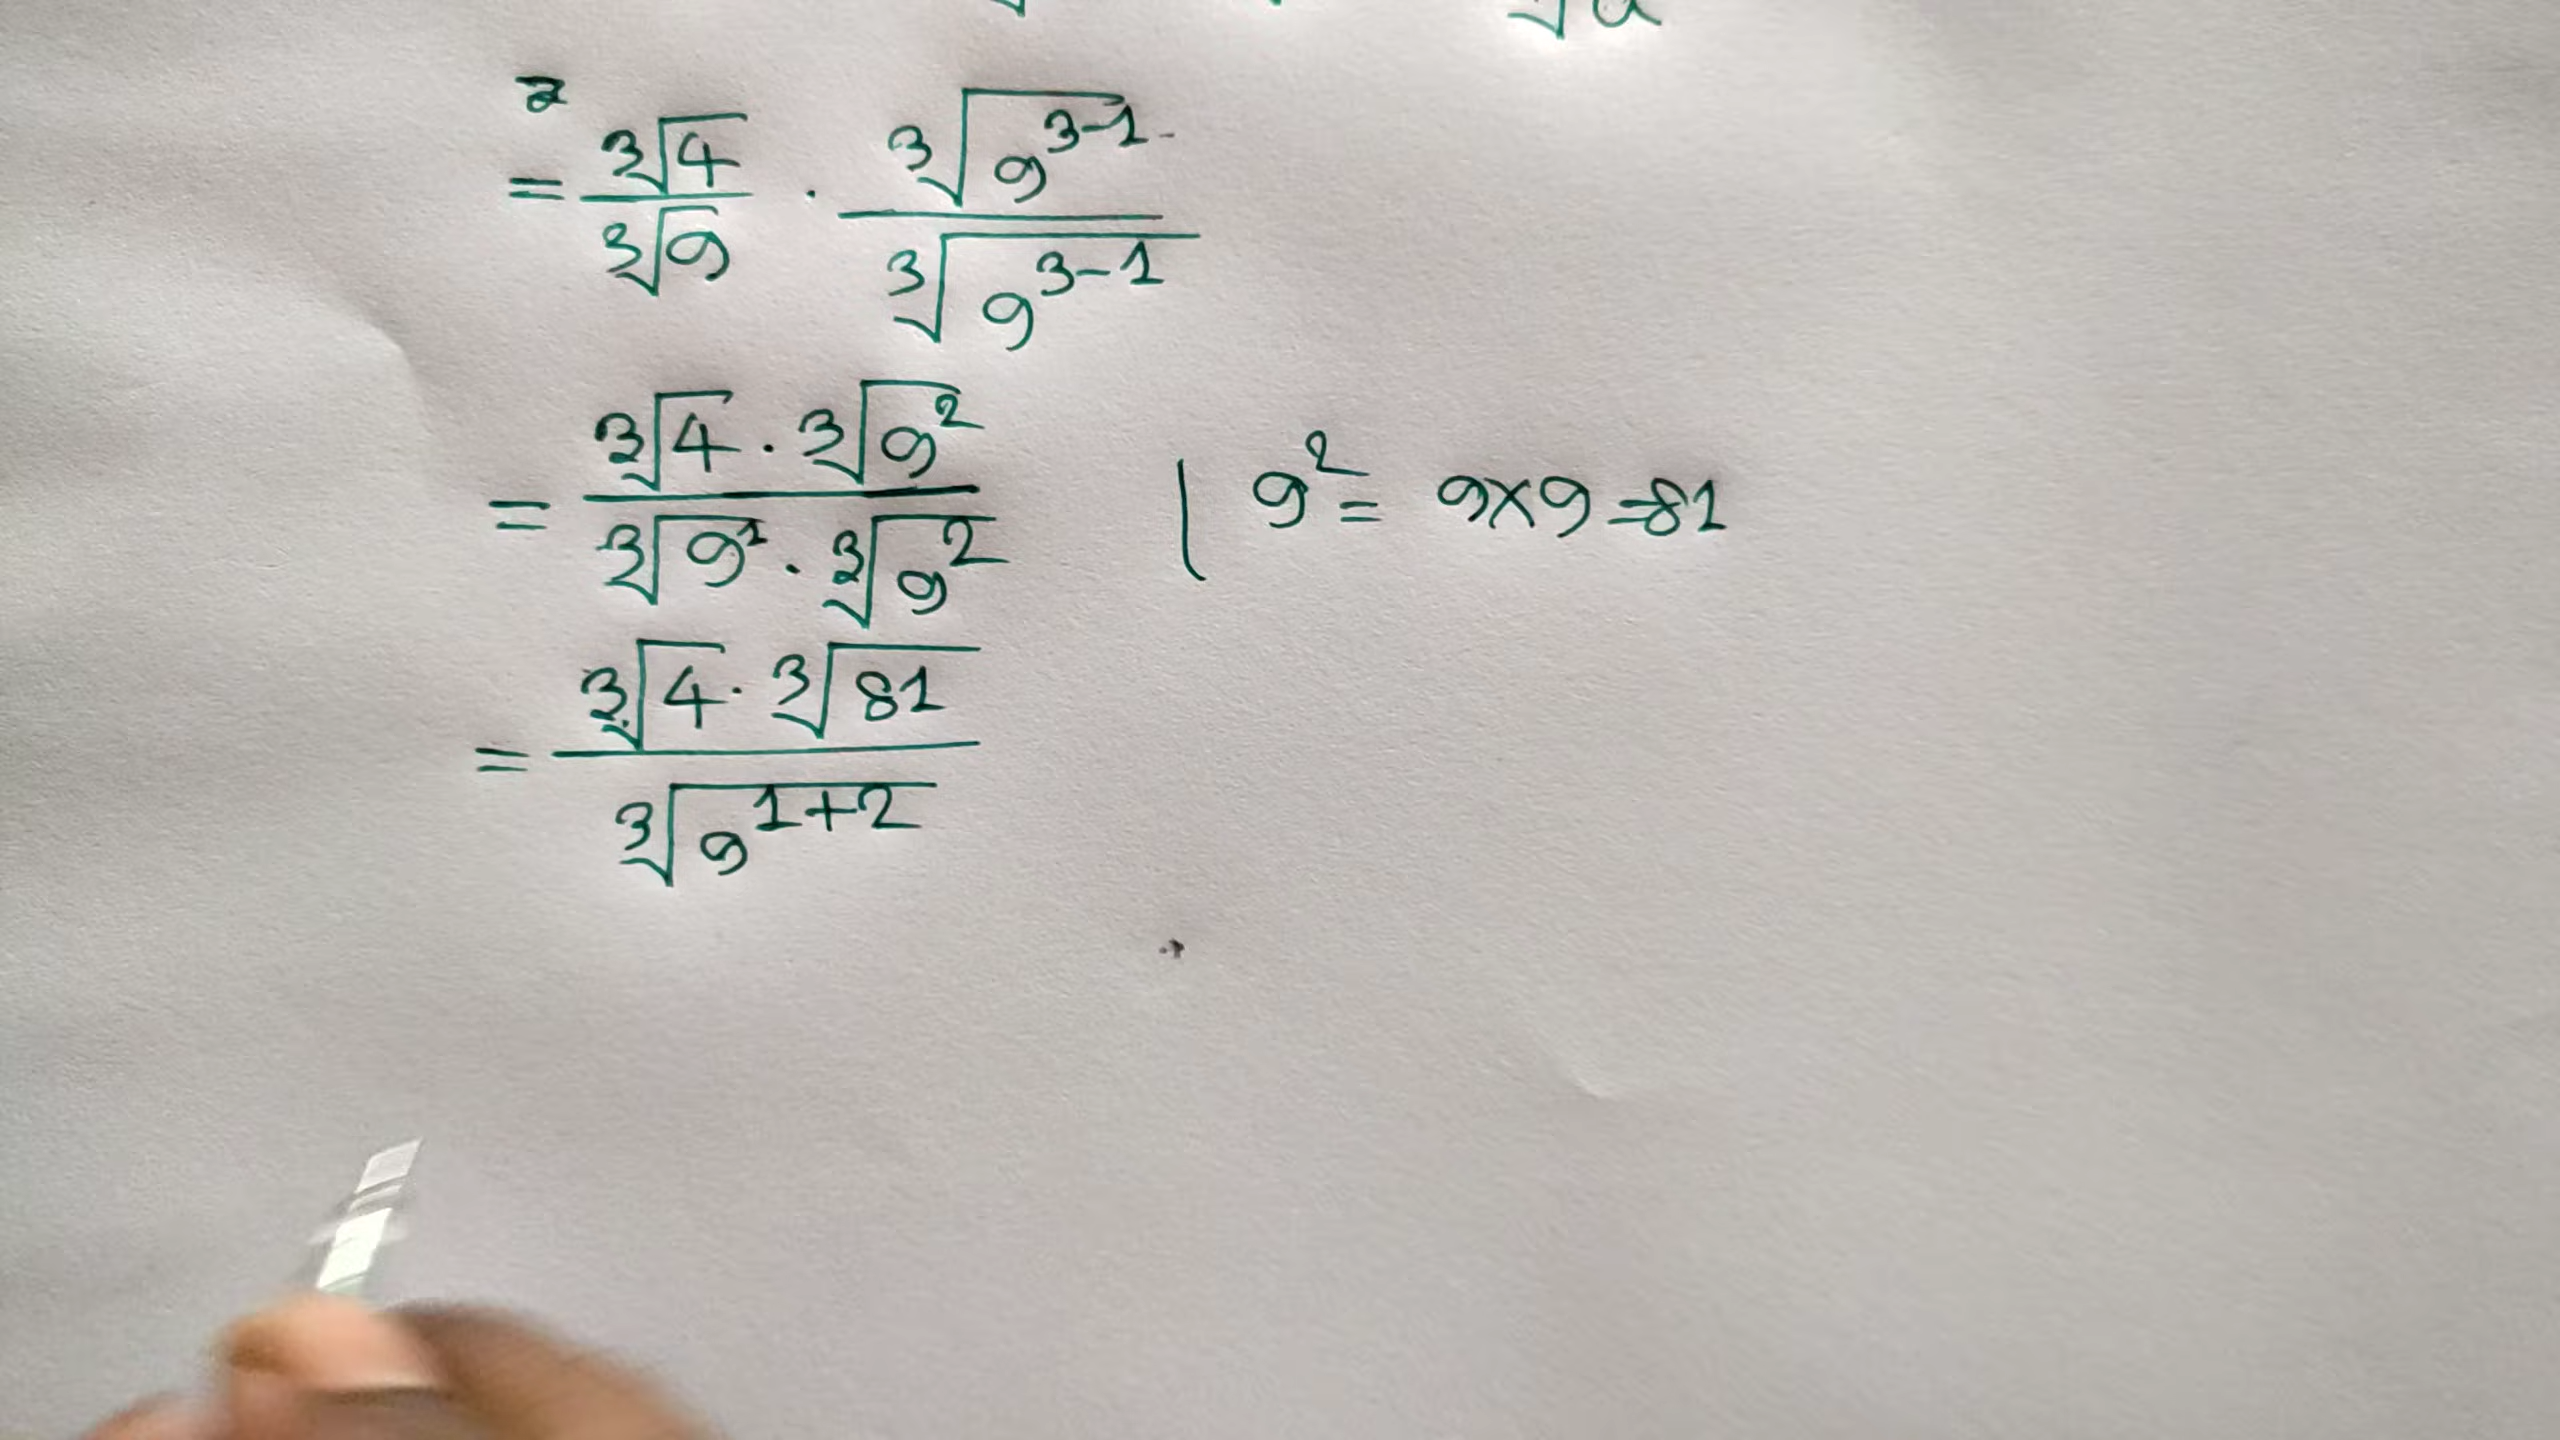 = ∛4 / ∛9 · ∛(9^(3-1)) / ∛(9^(3-1))
= (∛4 · ∛(9²)) / (∛(9¹) · ∛(9²)) | 9² = 9×9 = 81
= (∛4 · ∛81) / ∛(9^(1+2))